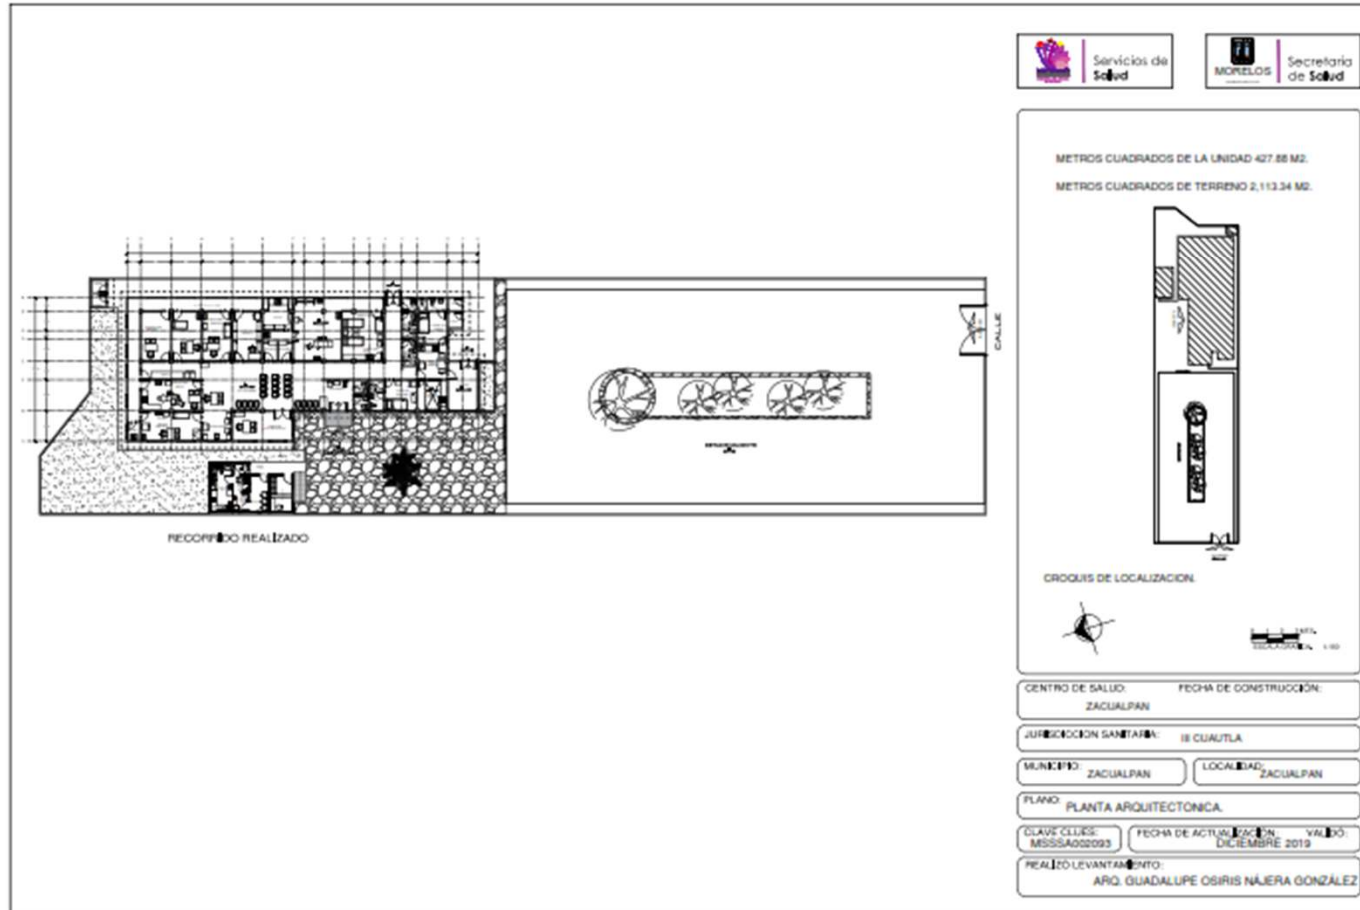 Servicios de
Salud
MORELOS
Secretaría
de Salud
METROS CUADRADOS DE LA UNIDAD 427.88 M2.
METROS CUADRADOS DE TERRENO 2,113.34 M2.
CALLE
RECORRIDO REALIZADO
CROQUIS DE LOCALIZACION.
CENTRO DE SALUD: FECHA DE CONSTRUCCIÓN:
ZACUALPAN
JURISDICCION SANITARIA: III CUAUTLA
MUNICIPIO: ZACUALPAN LOCALIDAD: ZACUALPAN
PLANO: PLANTA ARQUITECTONICA.
CLAVE CLUES: FECHA DE ACTUALIZACIÓN: VALIDÓ:
MSSSA002093 DICIEMBRE 2019
REALIZÓ LEVANTAMIENTO:
ARQ. GUADALUPE OSIRIS NÁJERA GONZÁLEZ